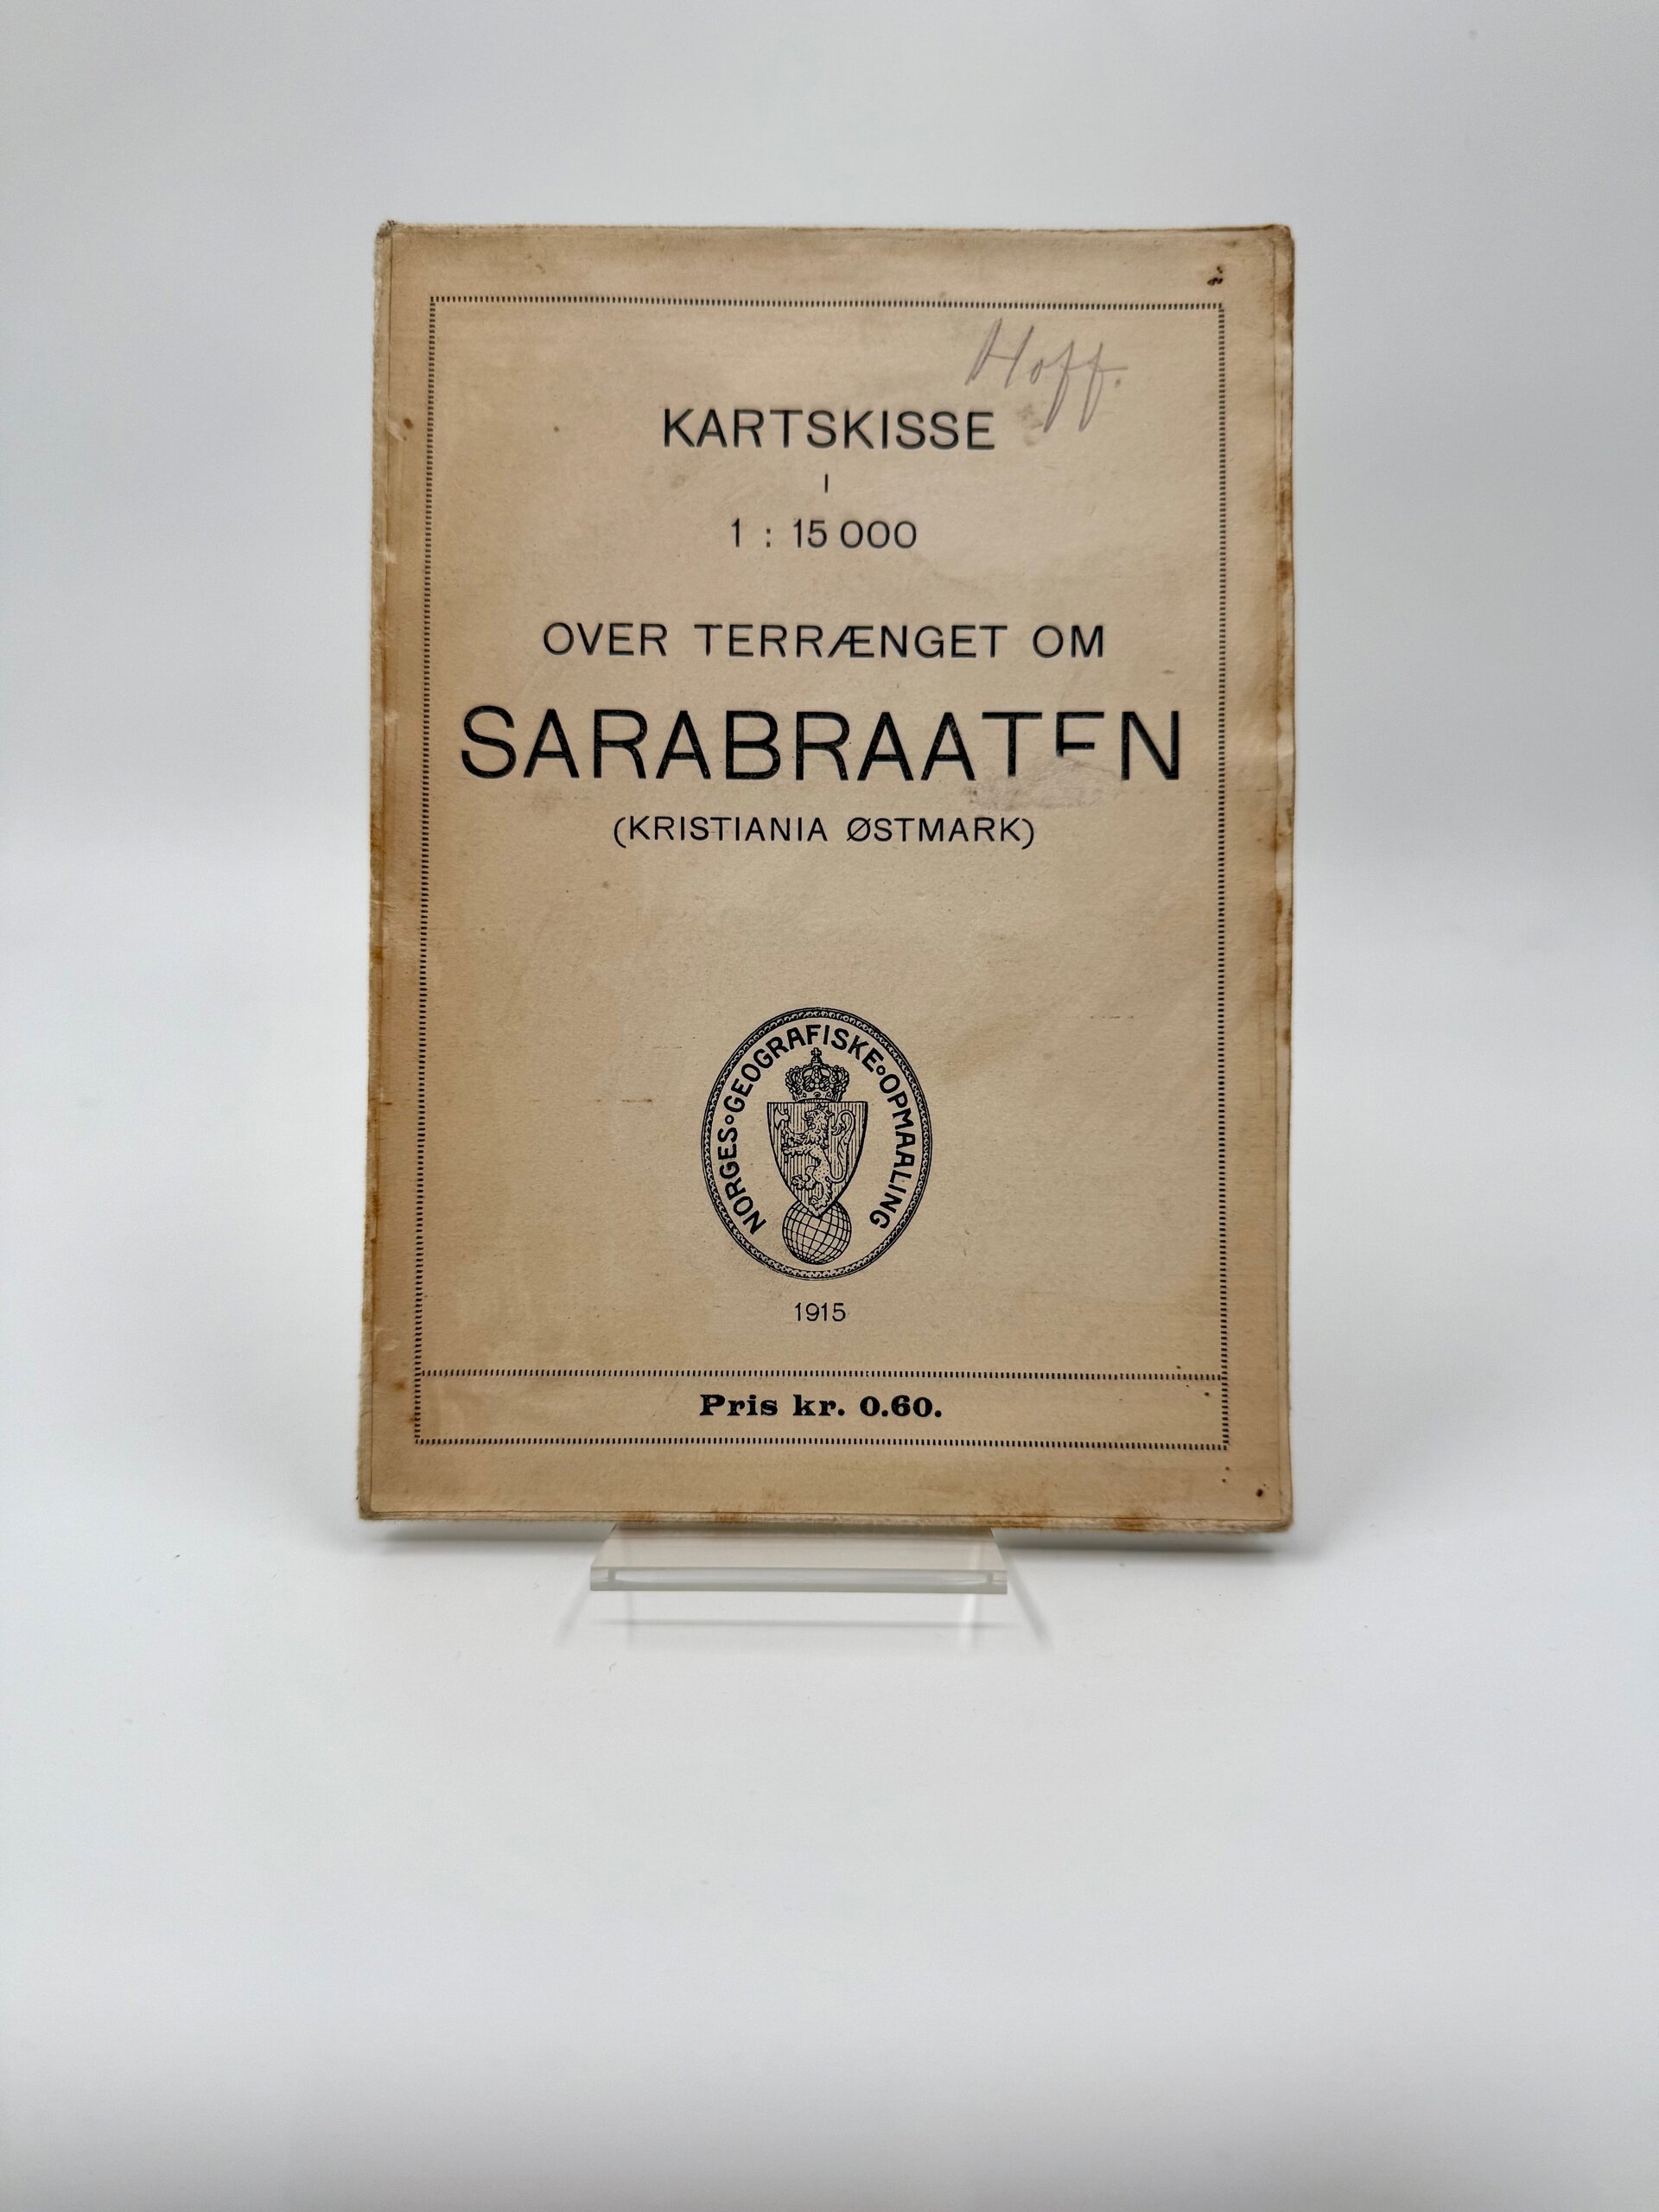 Hoff.
KARTSKISSE
I
1 : 15 000
OVER TERRÆNGET OM
SARABRAATEN
(KRISTIANIA ØSTMARK)
NORGES∘GEOGRAFISKE∘OPMAALING
1915
Pris kr. 0.60.